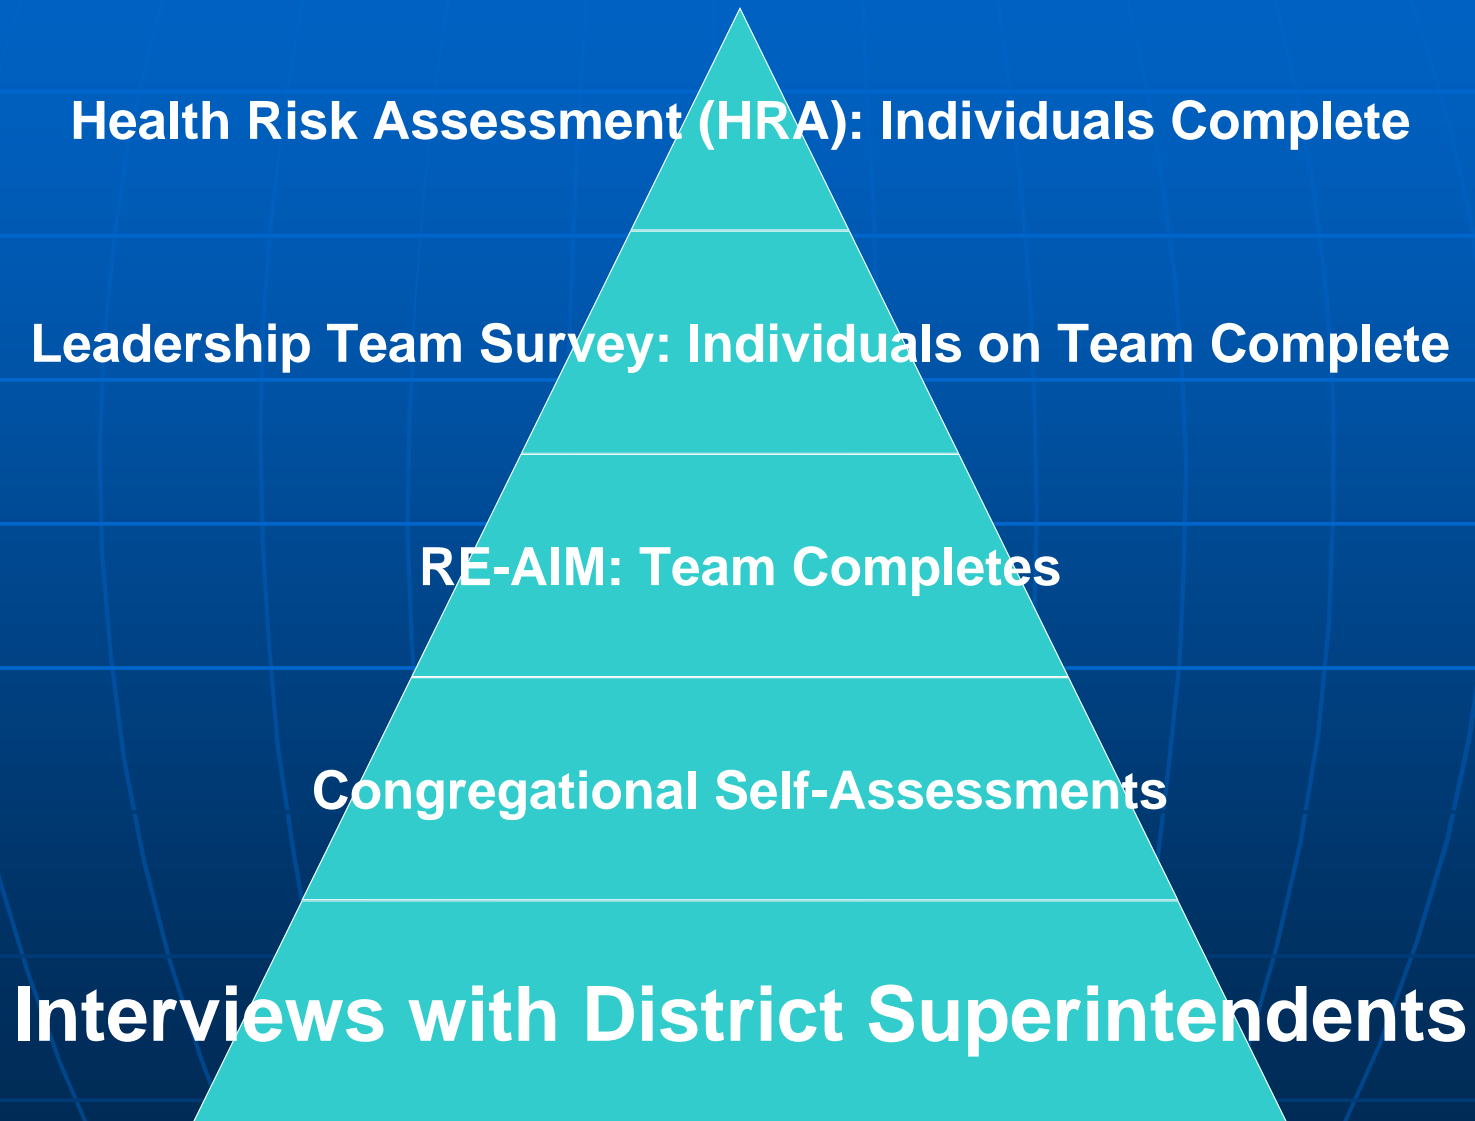 Health Risk Assessment (HRA): Individuals Complete
Leadership Team Survey: Individuals on Team Complete
RE-AIM: Team Completes
Congregational Self-Assessments
Interviews with District Superintendents